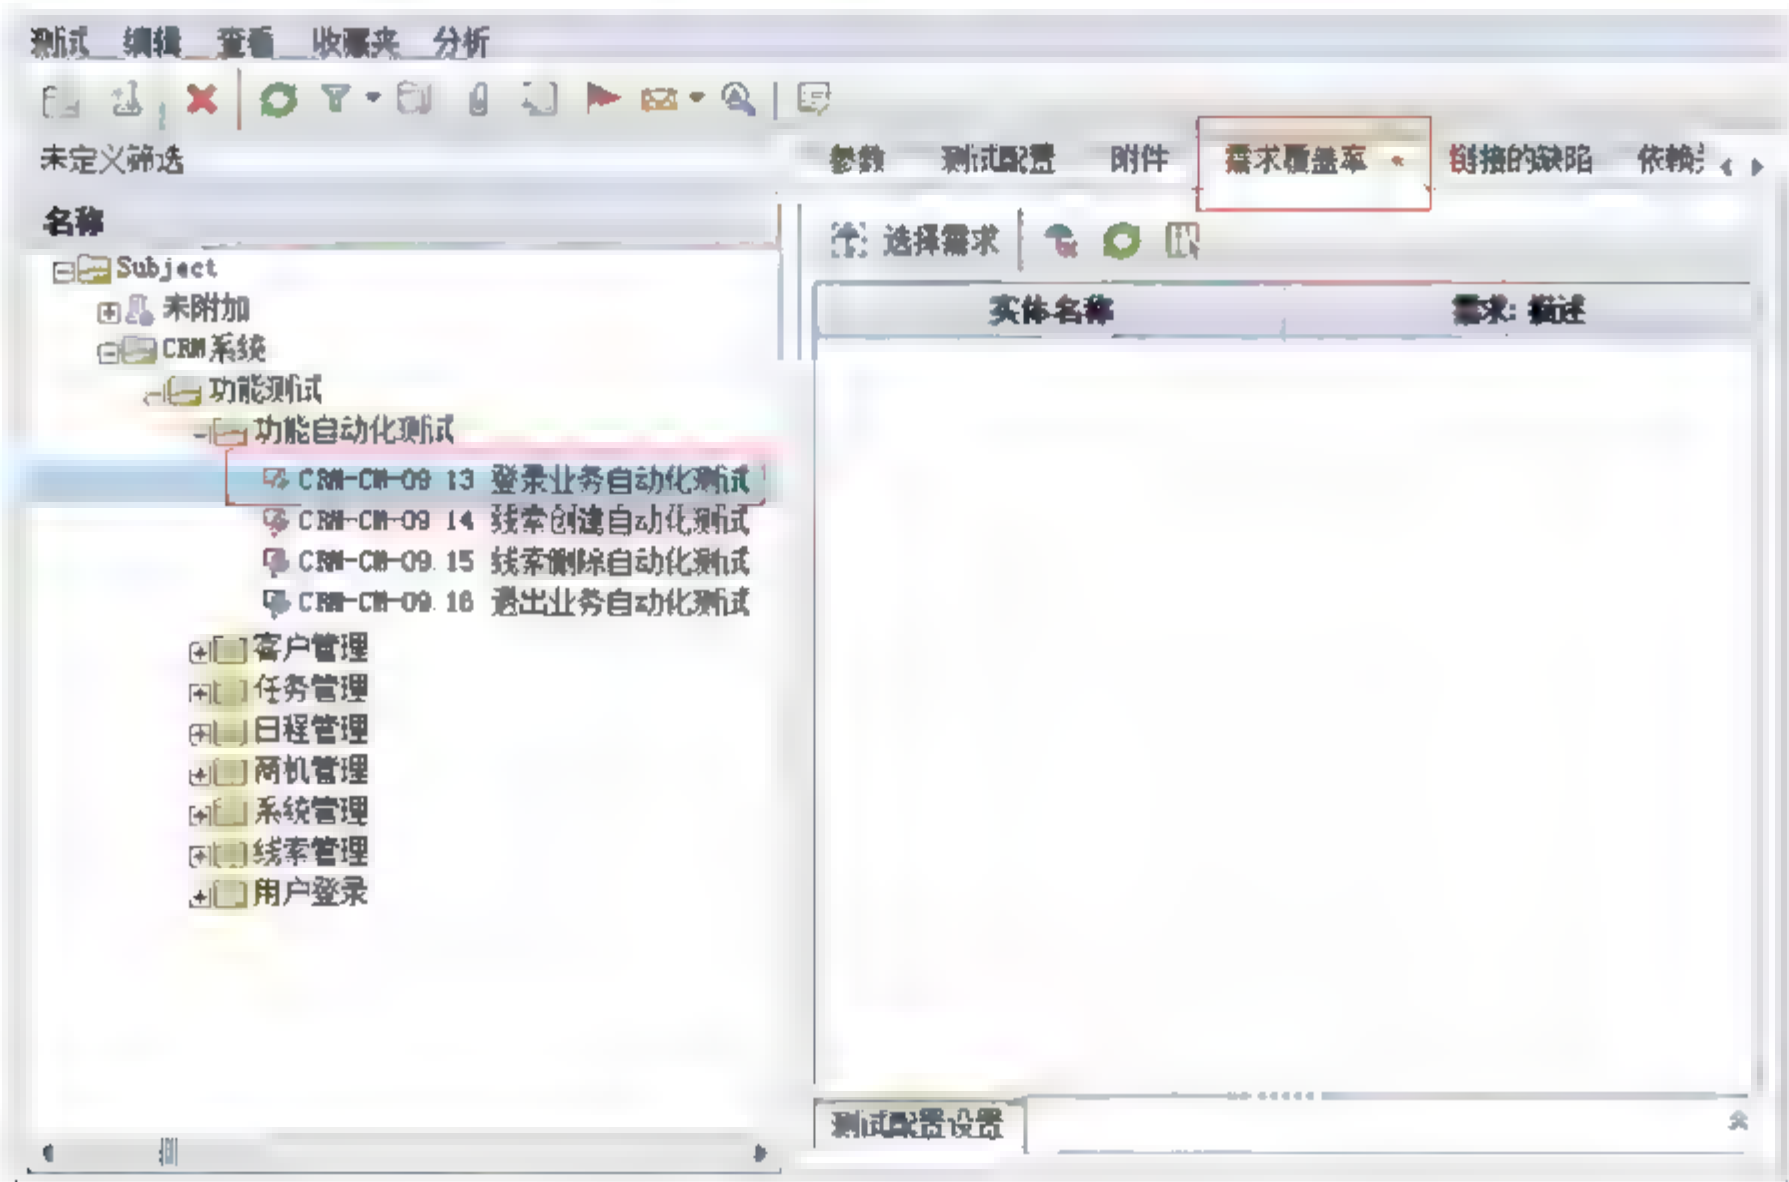 测试 编辑 查看 收藏夹 分析
未定义筛选
参数 测试配置 附件 需求覆盖率 * 链接的缺陷 依赖
名称
选择需求
实体名称 需求: 描述
Subject
未附加
CRM系统
功能测试
功能自动化测试
CRM-CM-09.13 登录业务自动化测试
CRM-CM-09.14 线索创建自动化测试
CRM-CM-09.15 线索删除自动化测试
CRM-CM-09.16 退出业务自动化测试
客户管理
任务管理
日程管理
商机管理
系统管理
线索管理
用户登录
测试配置设置